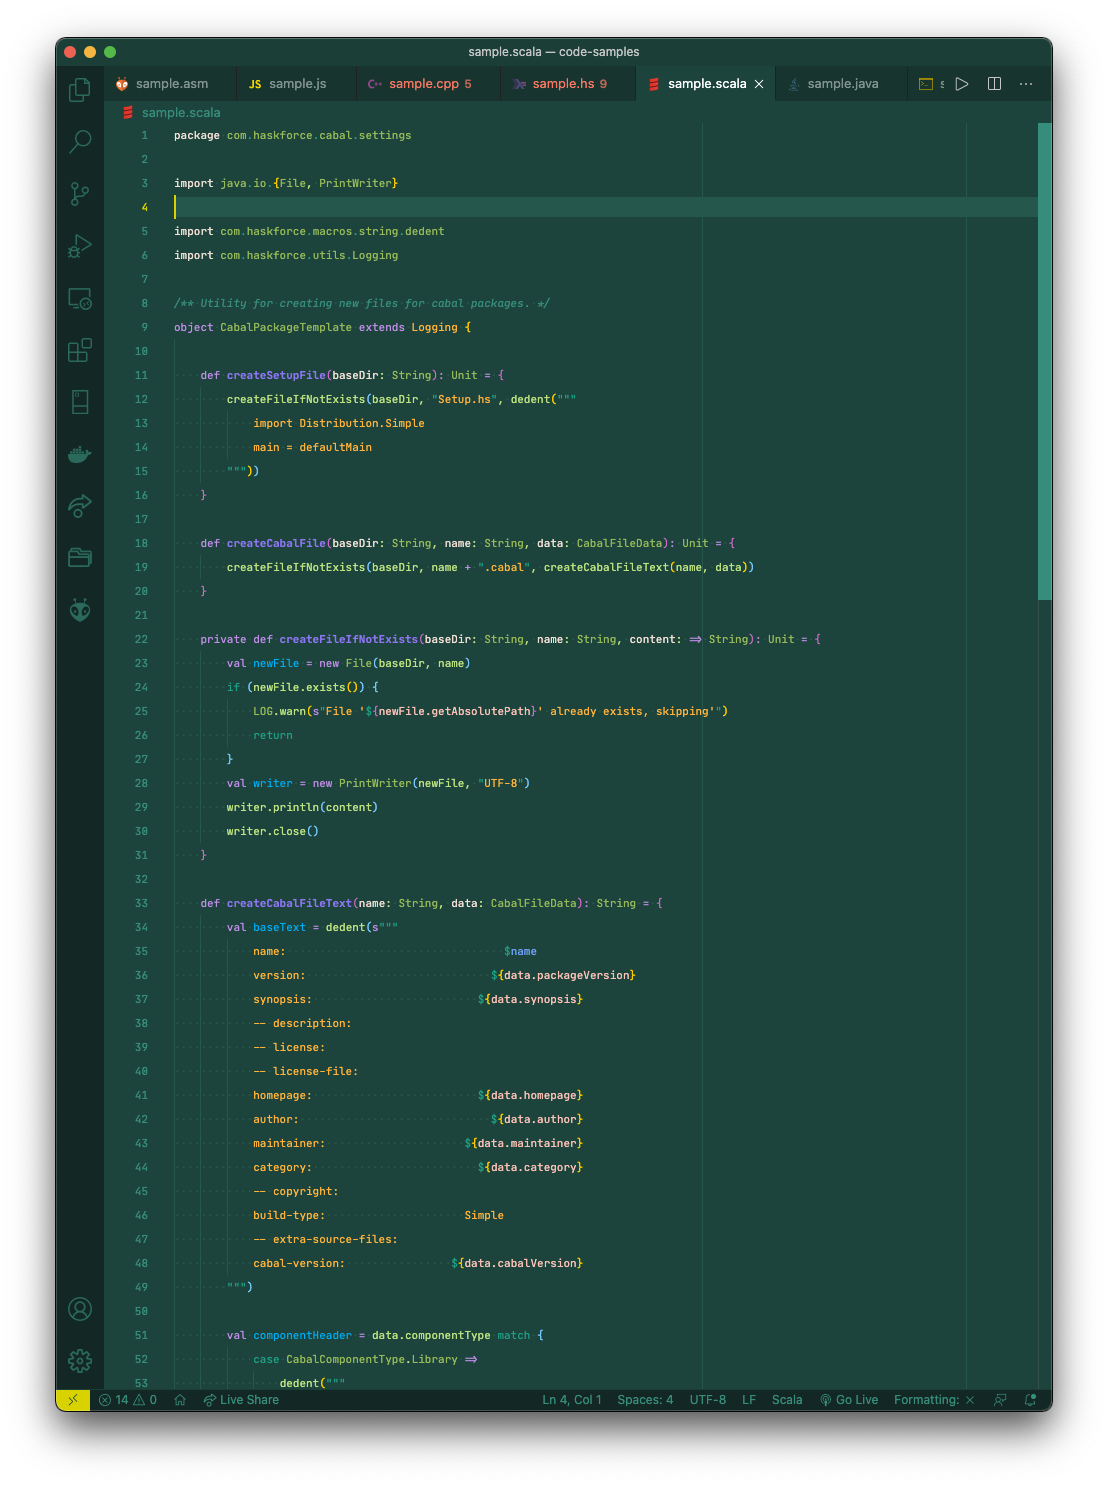 sample.scala — code-samples
sample.asm JS sample.js C++ sample.cpp 5 sample.hs 9 sample.scala sample.java s
sample.scala
1 package com.haskforce.cabal.settings
2
3 import java.io.{File, PrintWriter}
4
5 import com.haskforce.macros.string.dedent
6 import com.haskforce.utils.Logging
7
8 /** Utility for creating new files for cabal packages. */
9 object CabalPackageTemplate extends Logging {
10
11 def createSetupFile(baseDir: String): Unit = {
12 createFileIfNotExists(baseDir, "Setup.hs", dedent("""
13 import Distribution.Simple
14 main = defaultMain
15 """))
16 }
17
18 def createCabalFile(baseDir: String, name: String, data: CabalFileData): Unit = {
19 createFileIfNotExists(baseDir, name + ".cabal", createCabalFileText(name, data))
20 }
21
22 private def createFileIfNotExists(baseDir: String, name: String, content: => String): Unit = {
23 val newFile = new File(baseDir, name)
24 if (newFile.exists()) {
25 LOG.warn(s"File '${newFile.getAbsolutePath}' already exists, skipping'")
26 return
27 }
28 val writer = new PrintWriter(newFile, "UTF-8")
29 writer.println(content)
30 writer.close()
31 }
32
33 def createCabalFileText(name: String, data: CabalFileData): String = {
34 val baseText = dedent(s"""
35 name: $name
36 version: ${data.packageVersion}
37 synopsis: ${data.synopsis}
38 -- description:
39 -- license:
40 -- license-file:
41 homepage: ${data.homepage}
42 author: ${data.author}
43 maintainer: ${data.maintainer}
44 category: ${data.category}
45 -- copyright:
46 build-type: Simple
47 -- extra-source-files:
48 cabal-version: ${data.cabalVersion}
49 """)
50
51 val componentHeader = data.componentType match {
52 case CabalComponentType.Library =>
53 dedent("""
14 0 Live Share Ln 4, Col 1 Spaces: 4 UTF-8 LF Scala Go Live Formatting: ×